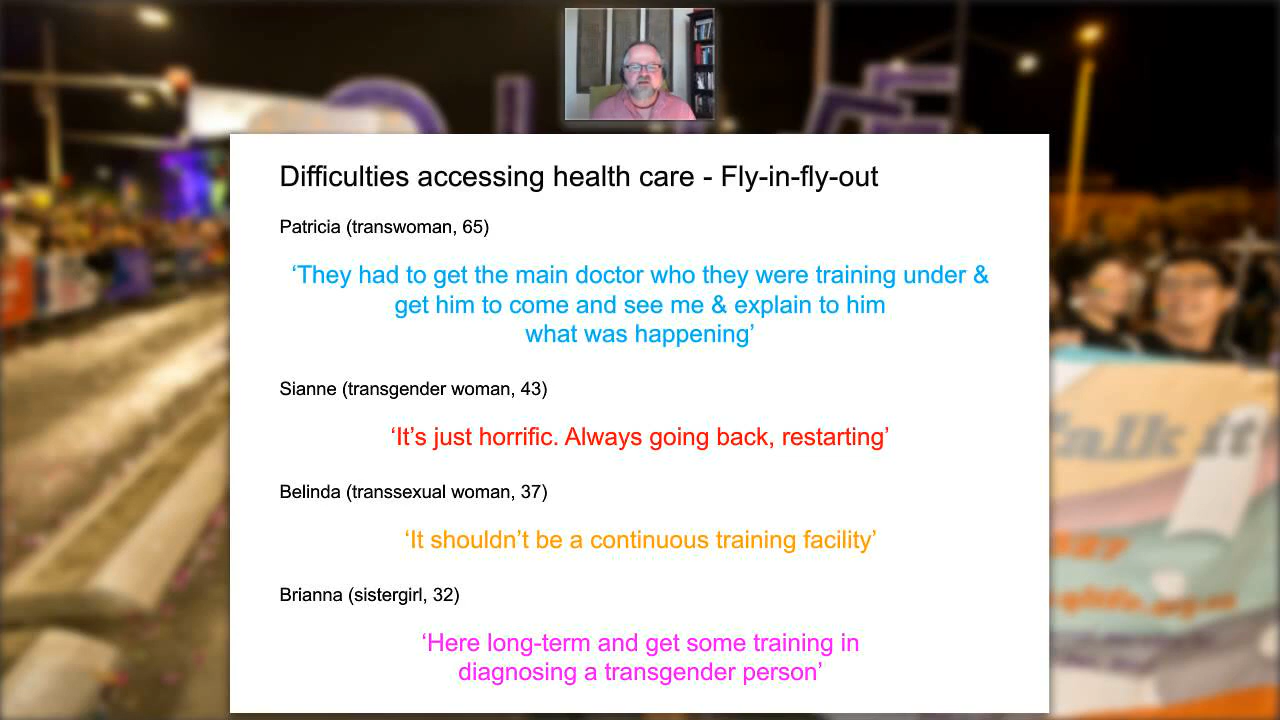 Difficulties accessing health care - Fly-in-fly-out
Patricia (transwoman, 65)
‘They had to get the main doctor who they were training under &
get him to come and see me & explain to him
what was happening’
Sianne (transgender woman, 43)
‘It’s just horrific. Always going back, restarting’
Belinda (transsexual woman, 37)
‘It shouldn’t be a continuous training facility’
Brianna (sistergirl, 32)
‘Here long-term and get some training in
diagnosing a transgender person’
alk it